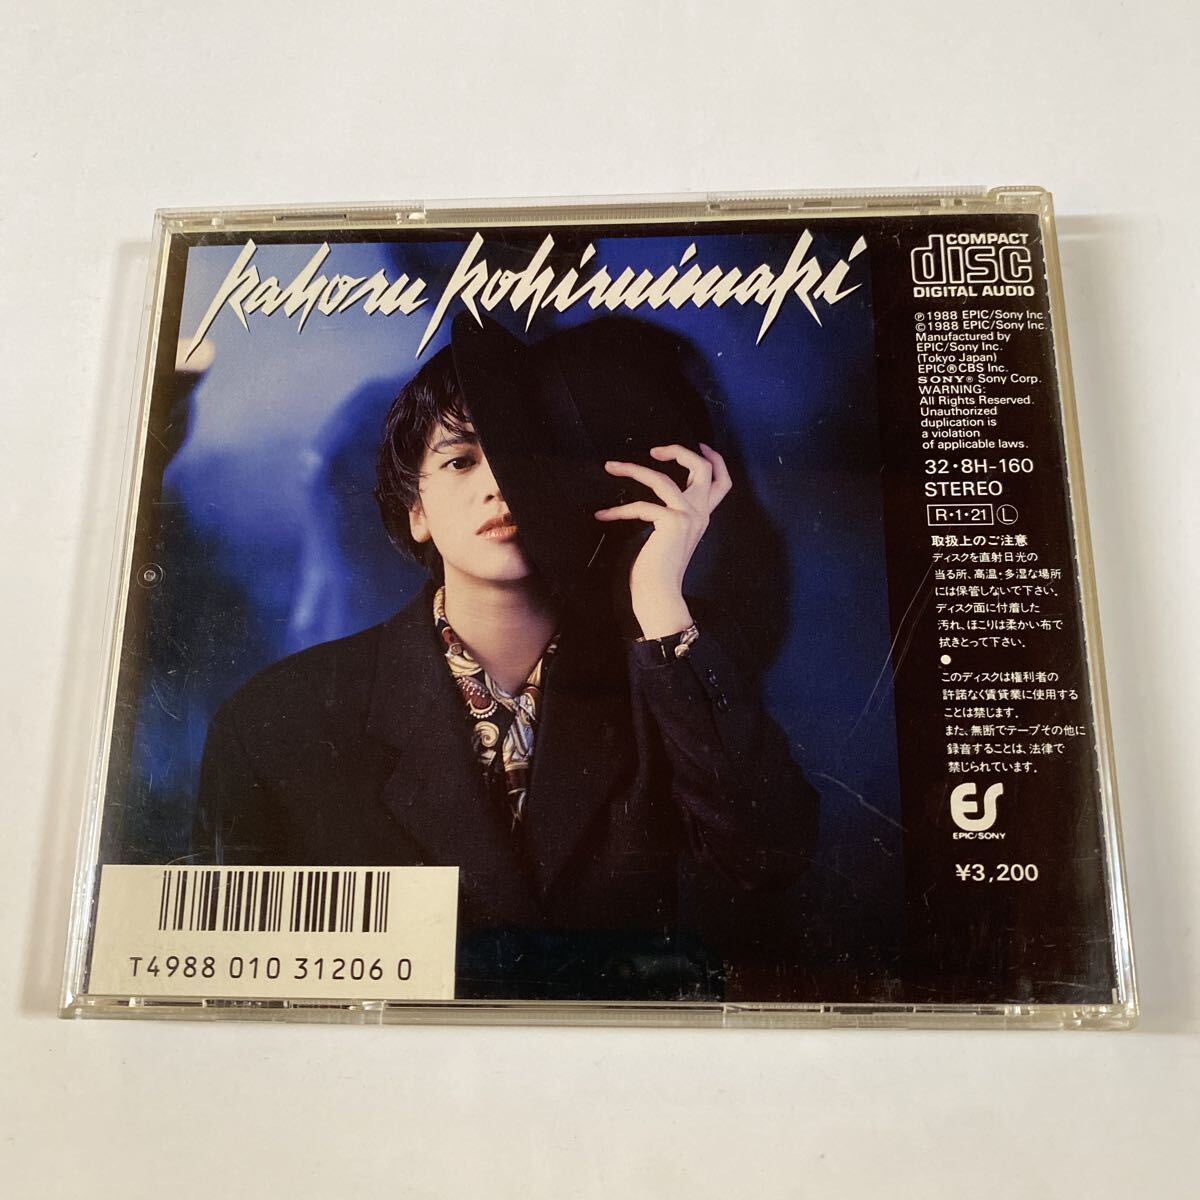 Kahoru Kohiruimaki
COMPACT
disc
DIGITAL AUDIO
℗1988 EPIC/Sony Inc.
©1988 EPIC/Sony Inc.
Manufactured by
EPIC/Sony Inc.
(Tokyo Japan)
EPIC®CBS Inc.
SONY® Sony Corp.
WARNING:
All Rights Reserved.
Unauthorized
duplication is
a violation
of applicable laws.
32・8H-160
STEREO
R・1・21 Ⓛ
取扱上のご注意
ディスクを直射日光の
当る所、高温・多湿な場所
には保管しないで下さい。
ディスク面に付着した
汚れ、ほこりは柔かい布で
拭きとって下さい。
●
このディスクは権利者の
許諾なく賃貸業に使用する
ことは禁じます。
また、無断でテープその他に
録音することは、法律で
禁じられています。
ES
EPIC/SONY
¥3,200
T4988 010 31206 0